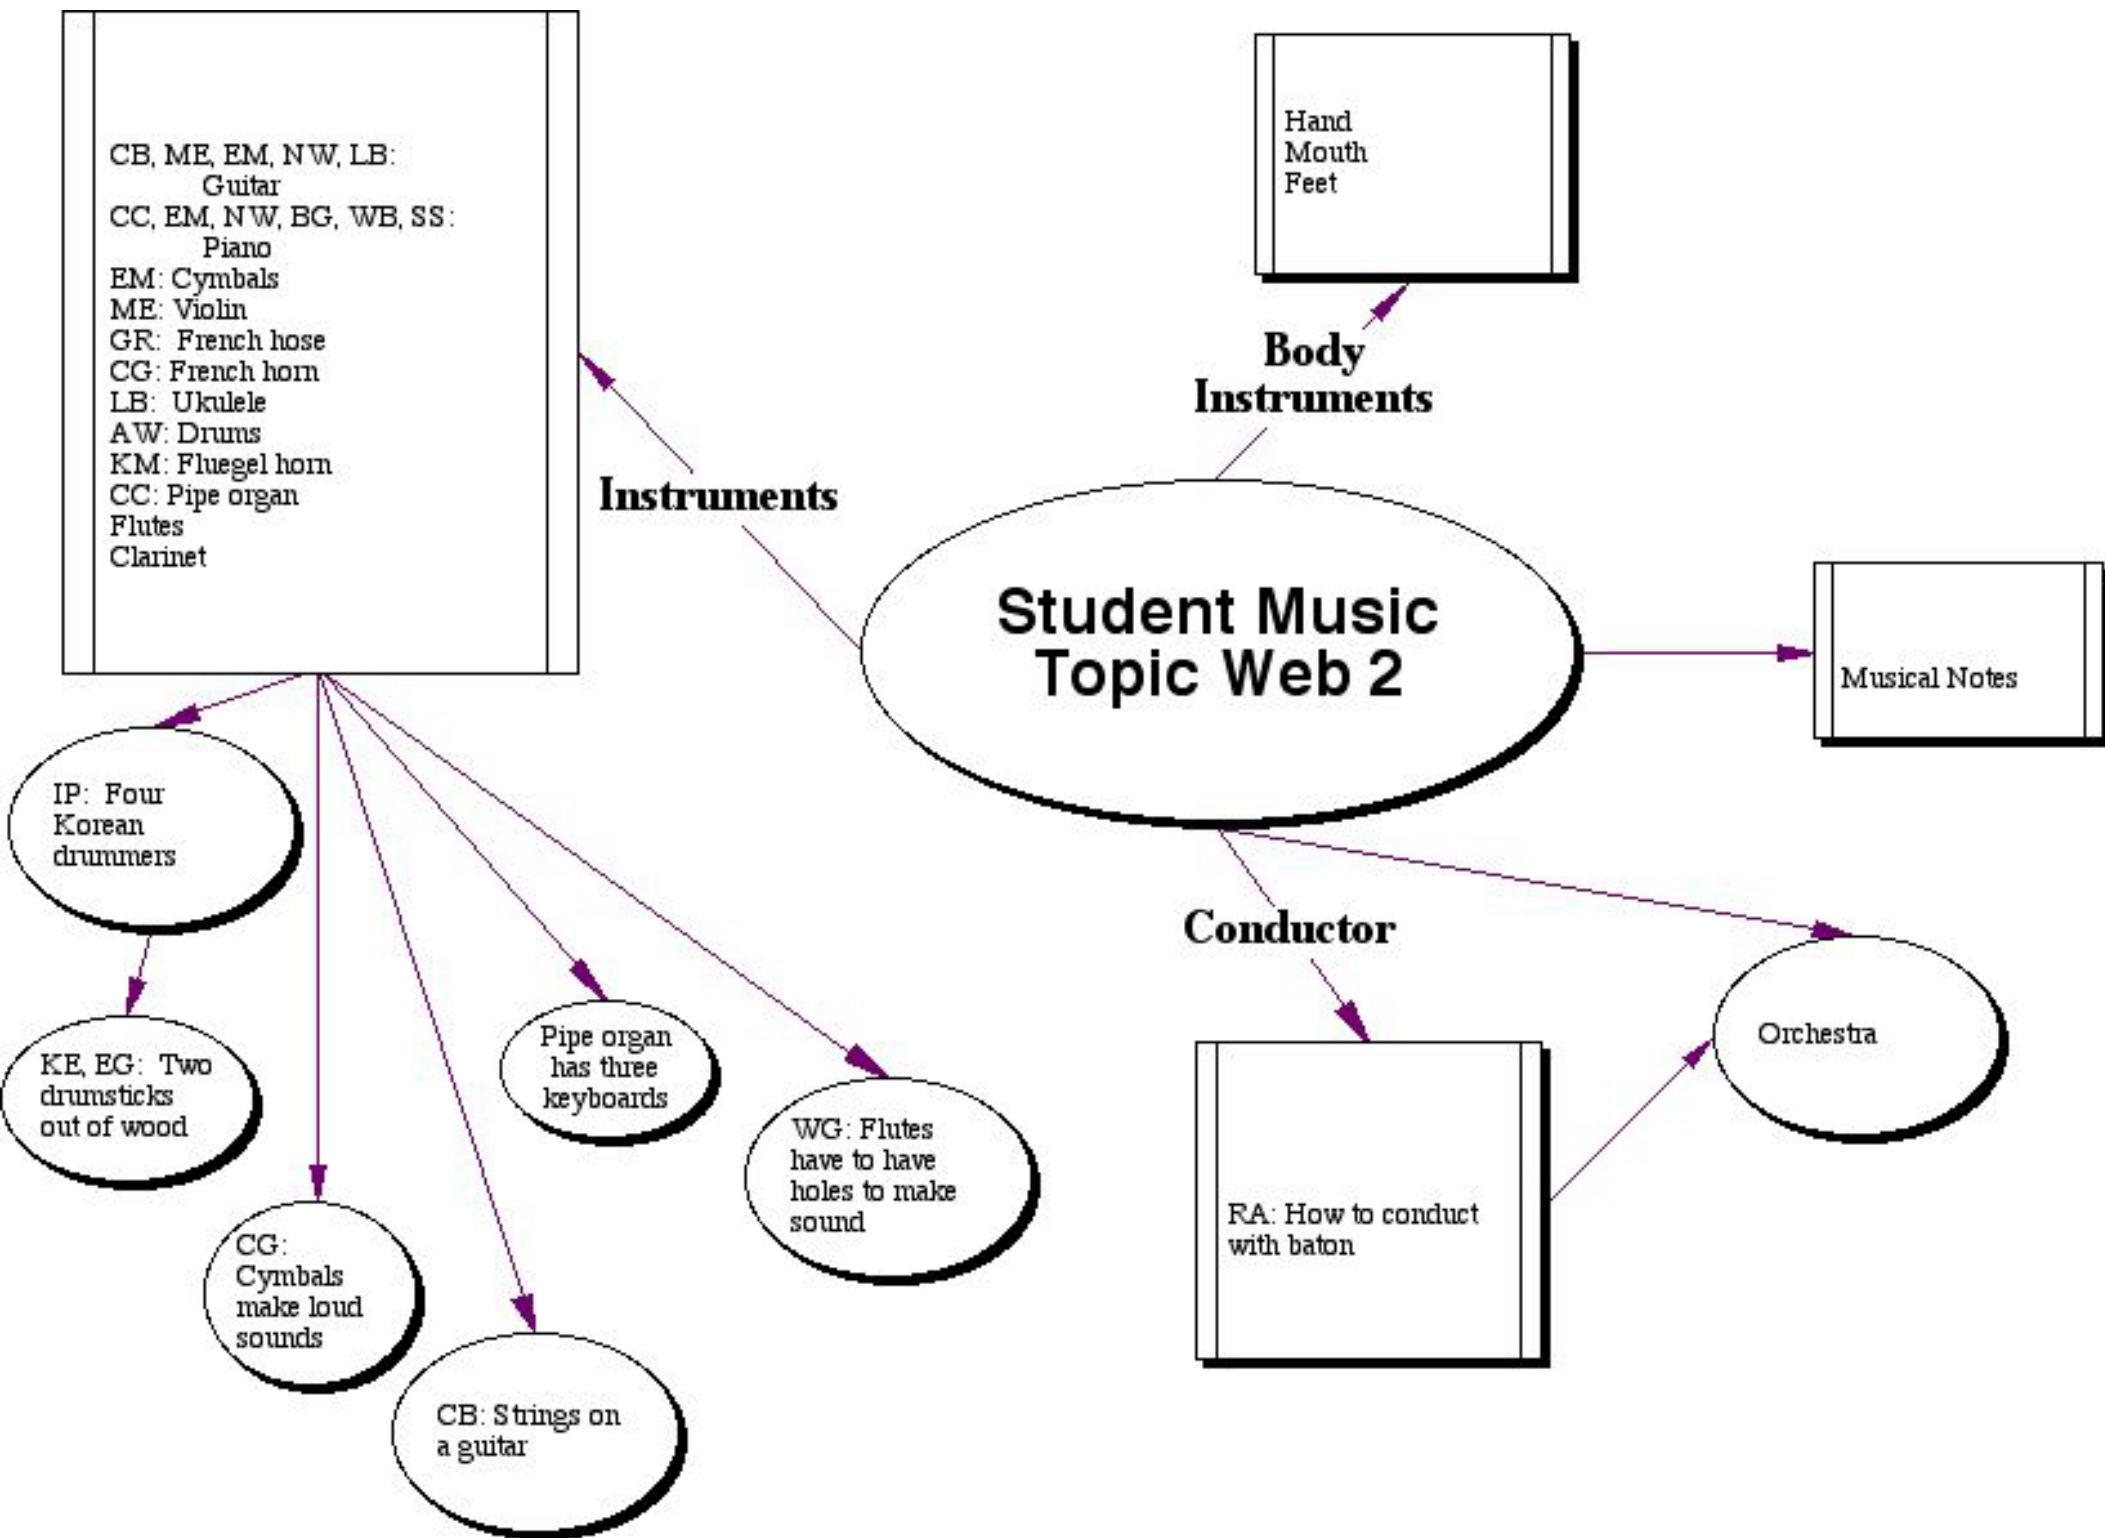 CB, ME, EM, NW, LB:
Guitar
CC, EM, NW, BG, WB, SS:
Piano
EM: Cymbals
ME: Violin
GR:  French hose
CG: French horn
LB:  Ukulele
AW: Drums
KM: Fluegel horn
CC: Pipe organ
Flutes
Clarinet
Hand
Mouth
Feet
Body
Instruments
Instruments
Student Music
Topic Web 2
Musical Notes
IP:  Four
Korean
drummers
KE, EG:  Two
drumsticks
out of wood
CG:
Cymbals
make loud
sounds
CB: Strings on
a guitar
Pipe organ
has three
keyboards
WG: Flutes
have to have
holes to make
sound
Conductor
RA: How to conduct
with baton
Orchestra